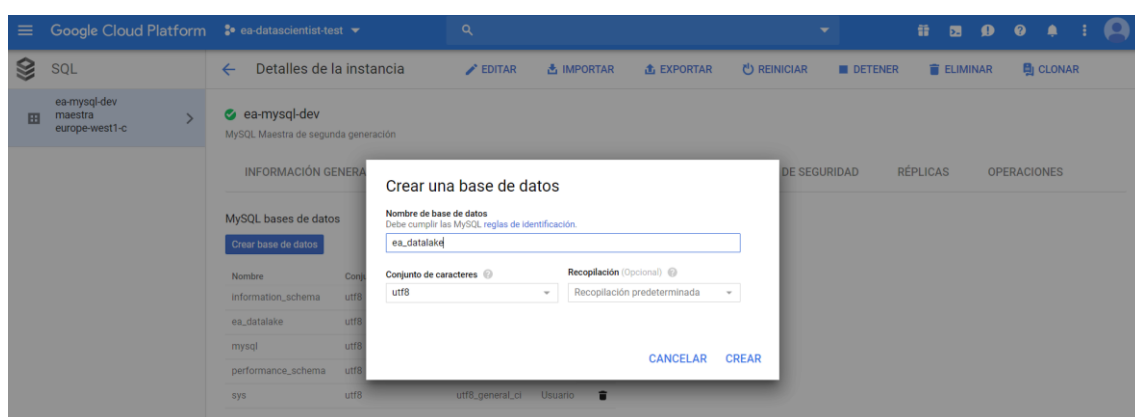 Google Cloud Platform
ea-datascientist-test
SQL
Detalles de la instancia
EDITAR
IMPORTAR
EXPORTAR
REINICIAR
DETENER
ELIMINAR
CLONAR
ea-mysql-dev
maestra
europe-west1-c
ea-mysql-dev
MySQL Maestra de segunda generación
INFORMACIÓN GENERA
DE SEGURIDAD
RÉPLICAS
OPERACIONES
MySQL bases de datos
Crear base de datos
Nombre
Conju
information_schema
utf8
ea_datalake
utf8
mysql
utf8
performance_schema
utf8
sys
utf8
utf8_general_ci
Usuario
Crear una base de datos
Nombre de base de datos
Debe cumplir las MySQL reglas de identificación.
ea_datalake
Conjunto de caracteres
Recopilación (Opcional)
utf8
Recopilación predeterminada
CANCELAR
CREAR